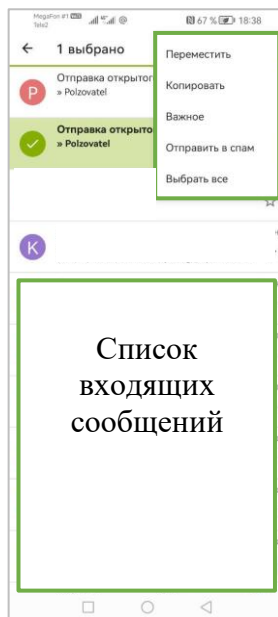 MegaFon #1 67 % 18:38
Tele2
1 выбрано
Переместить
Отправка открытог
» Polzovatel
P
Копировать
Важное
Отправка открыто
» Polzovatel
Отправить в спам
Выбрать все
K
Список
входящих
сообщений